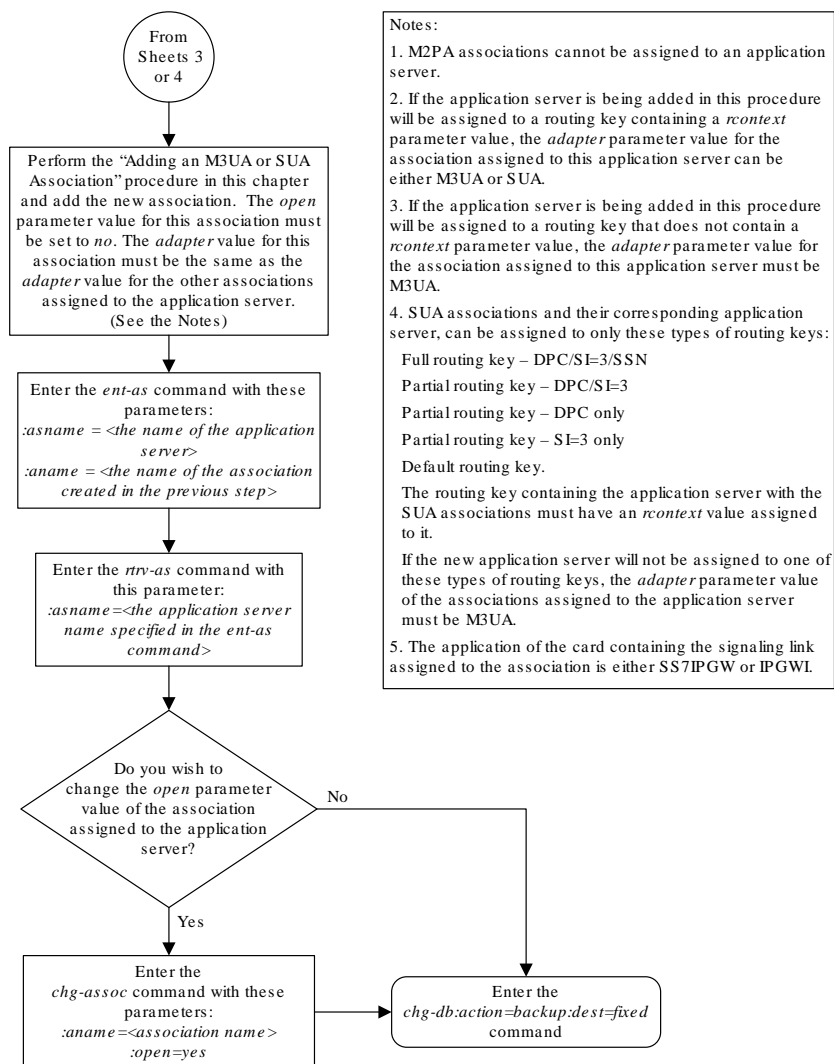 From
Sheets 3
or 4
Perform the “Adding an M3UA or SUA
Association” procedure in this chapter
and add the new association. The open
parameter value for this association must
be set to no. The adapter value for this
association must be the same as the
adapter value for the other associations
assigned to the application server.
(See the Notes)
Enter the ent-as command with these
parameters:
:asname = <the name of the application
server>
:aname = <the name of the association
created in the previous step>
Enter the rtrv-as command with
this parameter:
:asname=<the application server
name specified in the ent-as
command>
Do you wish to
change the open parameter
value of the association
assigned to the application
server?
No
Yes
Enter the
chg-assoc command with these
parameters:
:aname=<association name>
:open=yes
Enter the
chg-db:action=backup:dest=fixed
command
Notes:
1. M2PA associations cannot be assigned to an application
server.
2. If the application server is being added in this procedure
will be assigned to a routing key containing a rcontext
parameter value, the adapter parameter value for the
association assigned to this application server can be
either M3UA or SUA.
3. If the application server is being added in this procedure
will be assigned to a routing key that does not contain a
rcontext parameter value, the adapter parameter value for
the association assigned to this application server must be
M3UA.
4. SUA associations and their corresponding application
server, can be assigned to only these types of routing keys:
Full routing key – DPC/SI=3/SSN
Partial routing key – DPC/SI=3
Partial routing key – DPC only
Partial routing key – SI=3 only
Default routing key.
The routing key containing the application server with the
SUA associations must have an rcontext value assigned
to it.
If the new application server will not be assigned to one of
these types of routing keys, the adapter parameter value
of the associations assigned to the application server
must be M3UA.
5. The application of the card containing the signaling link
assigned to the association is either SS7IPGW or IPGWI.